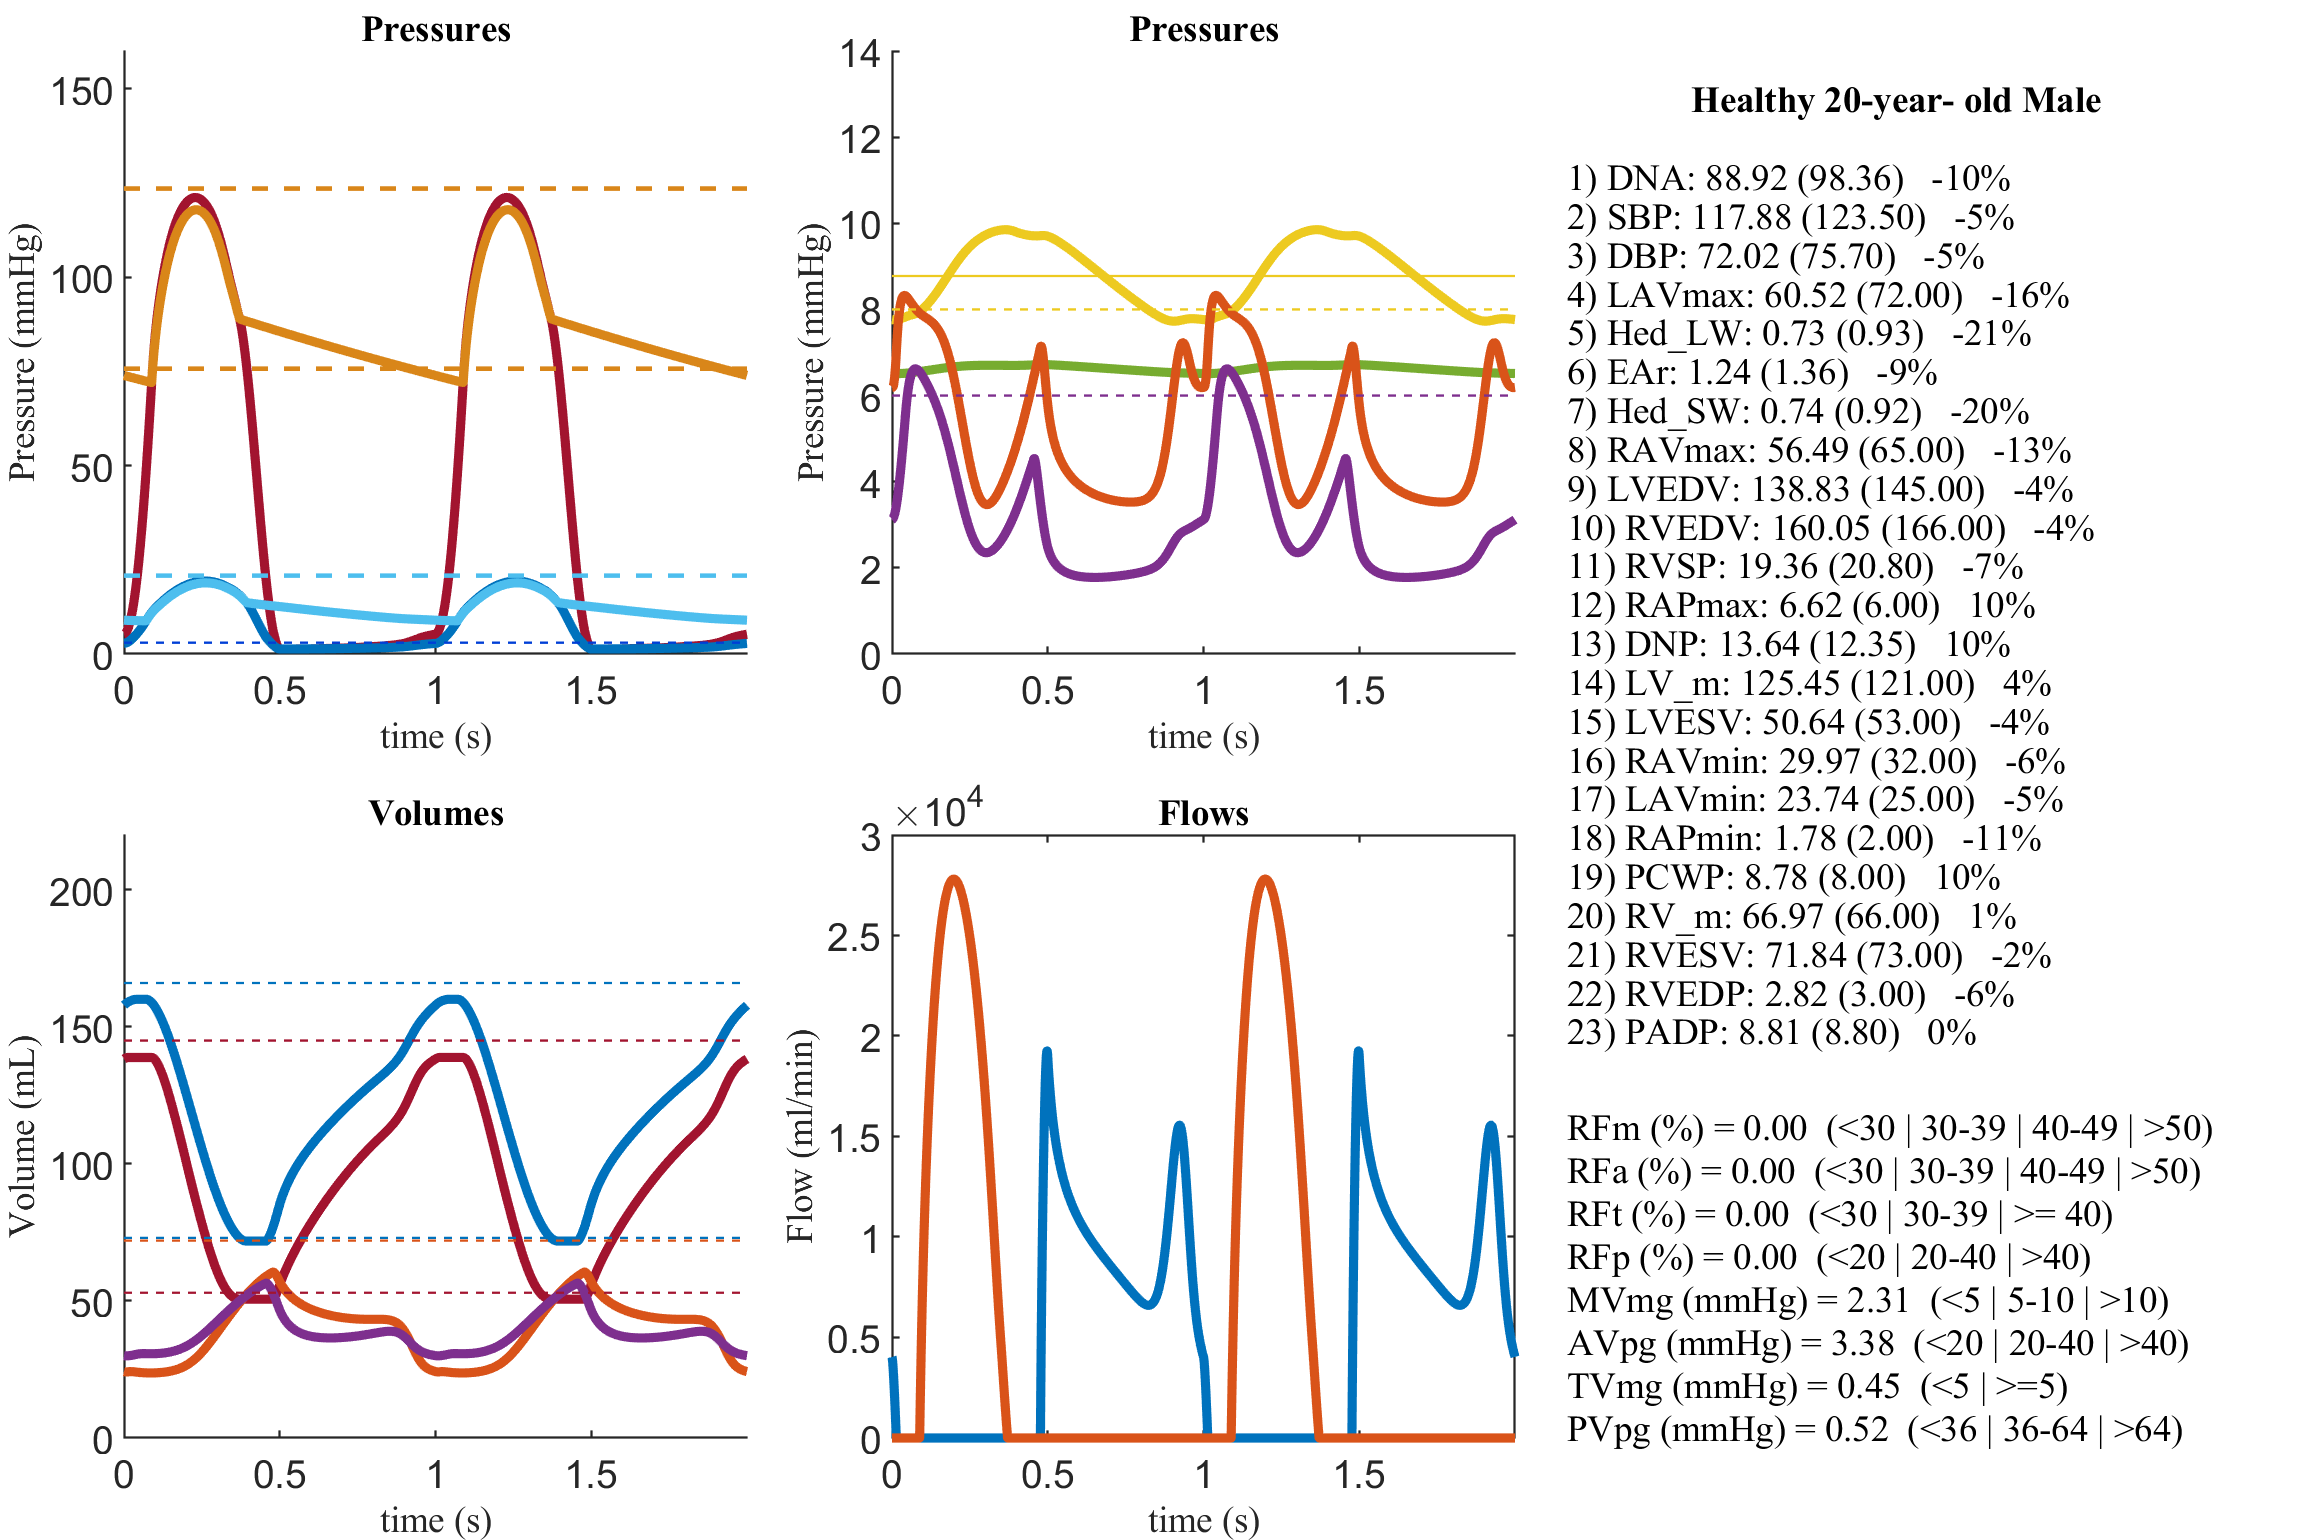 Pressures
150
100
50
0
Pressure (mmHg)
0 0.5 1 1.5
time (s)
Pressures
14
12
10
8
6
4
2
0
Pressure (mmHg)
0 0.5 1 1.5
time (s)
Healthy 20-year- old Male
1) DNA: 88.92 (98.36) -10%
2) SBP: 117.88 (123.50) -5%
3) DBP: 72.02 (75.70) -5%
4) LAVmax: 60.52 (72.00) -16%
5) Hed_LW: 0.73 (0.93) -21%
6) EAr: 1.24 (1.36) -9%
7) Hed_SW: 0.74 (0.92) -20%
8) RAVmax: 56.49 (65.00) -13%
9) LVEDV: 138.83 (145.00) -4%
10) RVEDV: 160.05 (166.00) -4%
11) RVSP: 19.36 (20.80) -7%
12) RAPmax: 6.62 (6.00) 10%
13) DNP: 13.64 (12.35) 10%
14) LV_m: 125.45 (121.00) 4%
15) LVESV: 50.64 (53.00) -4%
16) RAVmin: 29.97 (32.00) -6%
17) LAVmin: 23.74 (25.00) -5%
18) RAPmin: 1.78 (2.00) -11%
19) PCWP: 8.78 (8.00) 10%
20) RV_m: 66.97 (66.00) 1%
21) RVESV: 71.84 (73.00) -2%
22) RVEDP: 2.82 (3.00) -6%
23) PADP: 8.81 (8.80) 0%
RFm (%) = 0.00 (<30 | 30-39 | 40-49 | >50)
RFa (%) = 0.00 (<30 | 30-39 | 40-49 | >50)
RFt (%) = 0.00 (<30 | 30-39 | >= 40)
RFp (%) = 0.00 (<20 | 20-40 | >40)
MVmg (mmHg) = 2.31 (<5 | 5-10 | >10)
AVpg (mmHg) = 3.38 (<20 | 20-40 | >40)
TVmg (mmHg) = 0.45 (<5 | >=5)
PVpg (mmHg) = 0.52 (<36 | 36-64 | >64)
Volumes
200
150
100
50
0
Volume (mL)
0 0.5 1 1.5
time (s)
×10⁴
Flows
3
2.5
2
1.5
1
0.5
0
Flow (ml/min)
0 0.5 1 1.5
time (s)